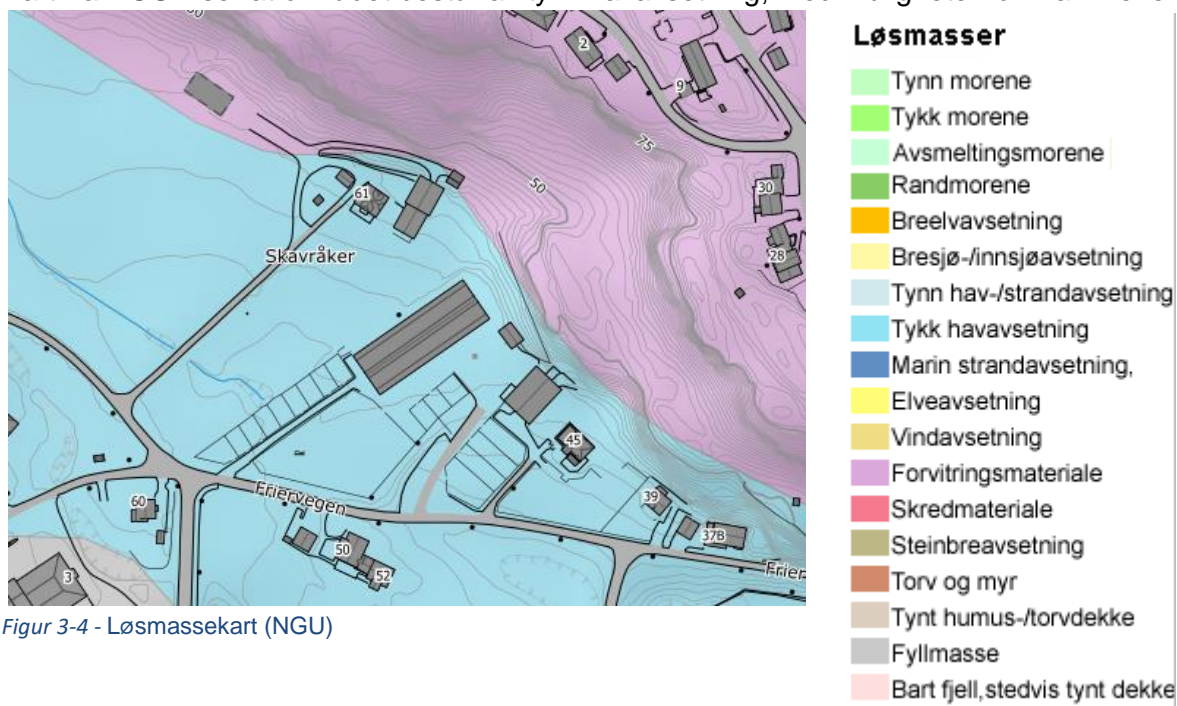 Løsmasser
Tynn morene
Tykk morene
Avsmeltingsmorene
Randmorene
Breelvavsetning
Bresjø-/innsjøavsetning
Tynn hav-/strandavsetning
Tykk havavsetning
Marin strandavsetning,
Elveavsetning
Vindavsetning
Forvitringsmateriale
Skredmateriale
Steinbreavsetning
Torv og myr
Tynt humus-/torvdekke
Fyllmasse
Bart fjell,stedvis tynt dekke
2
9
75
50
30
28
61
Skavråker
45
39
37B
60
Friervegen
50
52
3
Frier
Figur 3-4 - Løsmassekart (NGU)